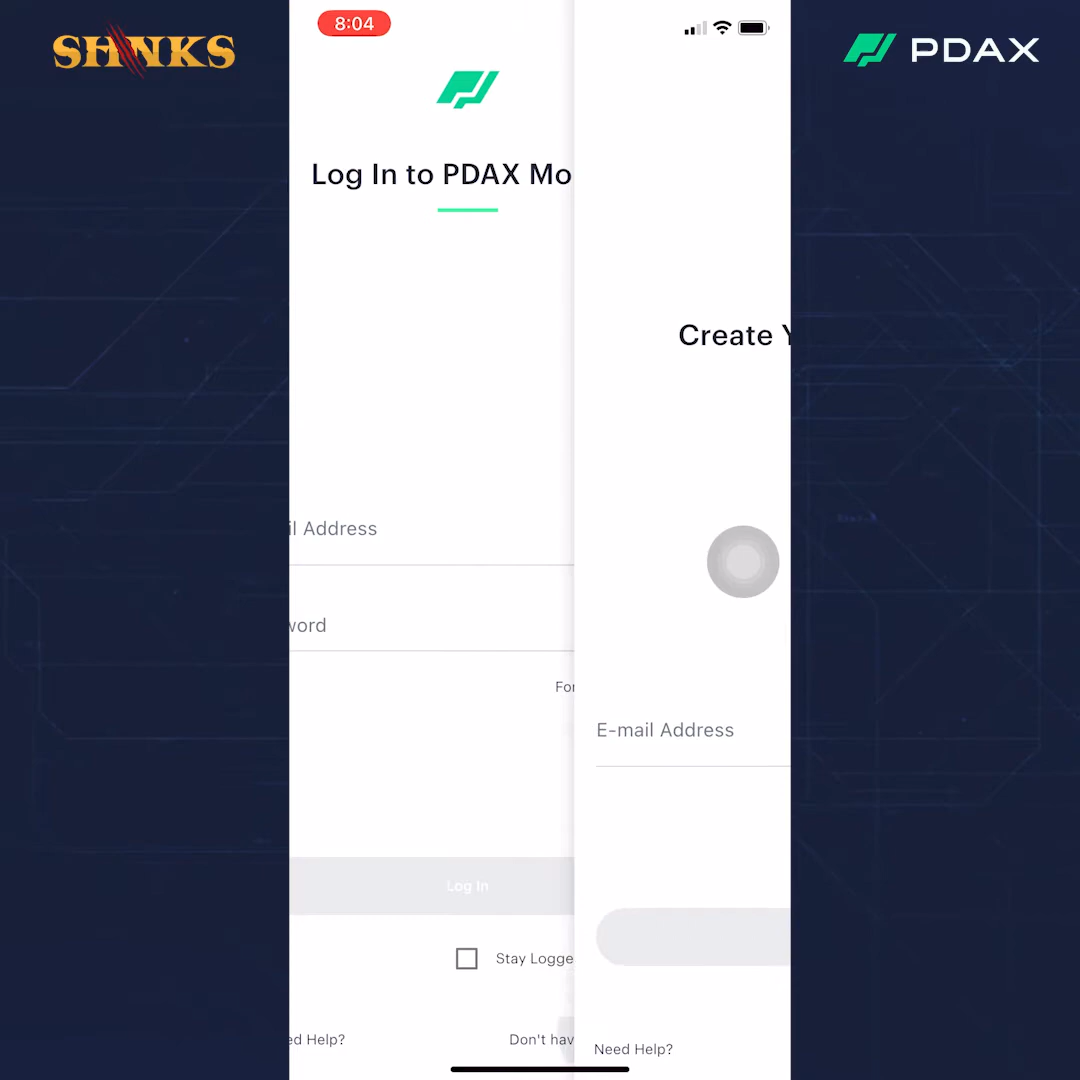 SHNKS
8:04
PDAX
Log In to PDAX Mo
Create Y
il Address
word
For
E-mail Address
Log In
Stay Logge
ed Help?
Don't hav
Need Help?